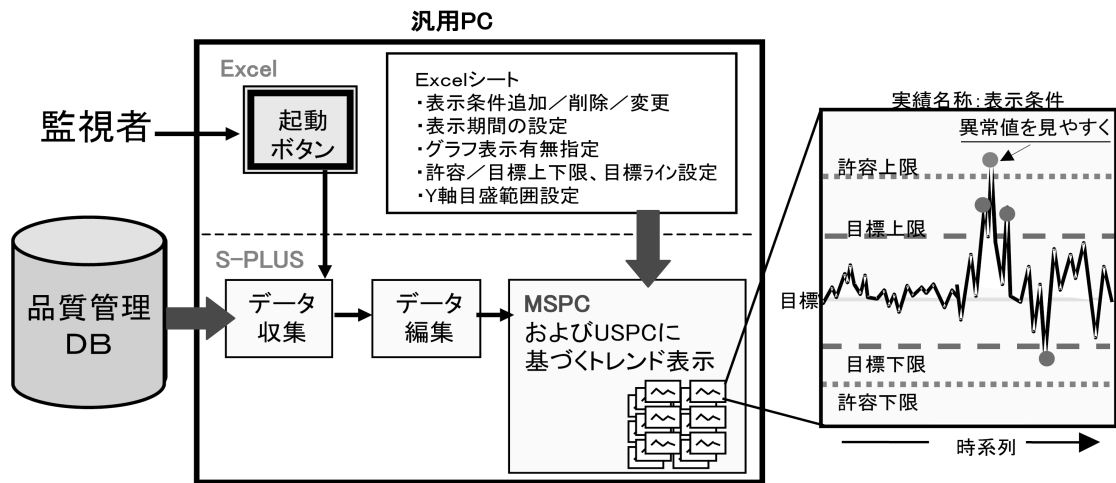 汎用PC
Excel
監視者
起動
ボタン
Excelシート
・表示条件追加／削除／変更
・表示期間の設定
・グラフ表示有無指定
・許容／目標上下限、目標ライン設定
・Y軸目盛範囲設定
S-PLUS
品質管理
DB
データ
収集
データ
編集
MSPC
およびUSPCに
基づくトレンド表示
実績名称：表示条件
異常値を見やすく
許容上限
目標上限
目標
目標下限
許容下限
時系列